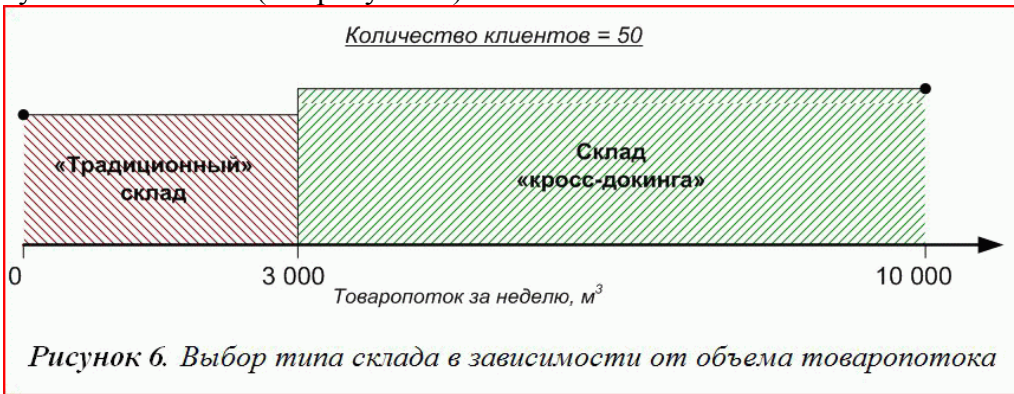 Количество клиентов = 50
«Традиционный»
склад
Склад
«кросс-докинга»
0
3 000
10 000
Товаропоток за неделю, м³
Рисунок 6. Выбор типа склада в зависимости от объема товаропотока